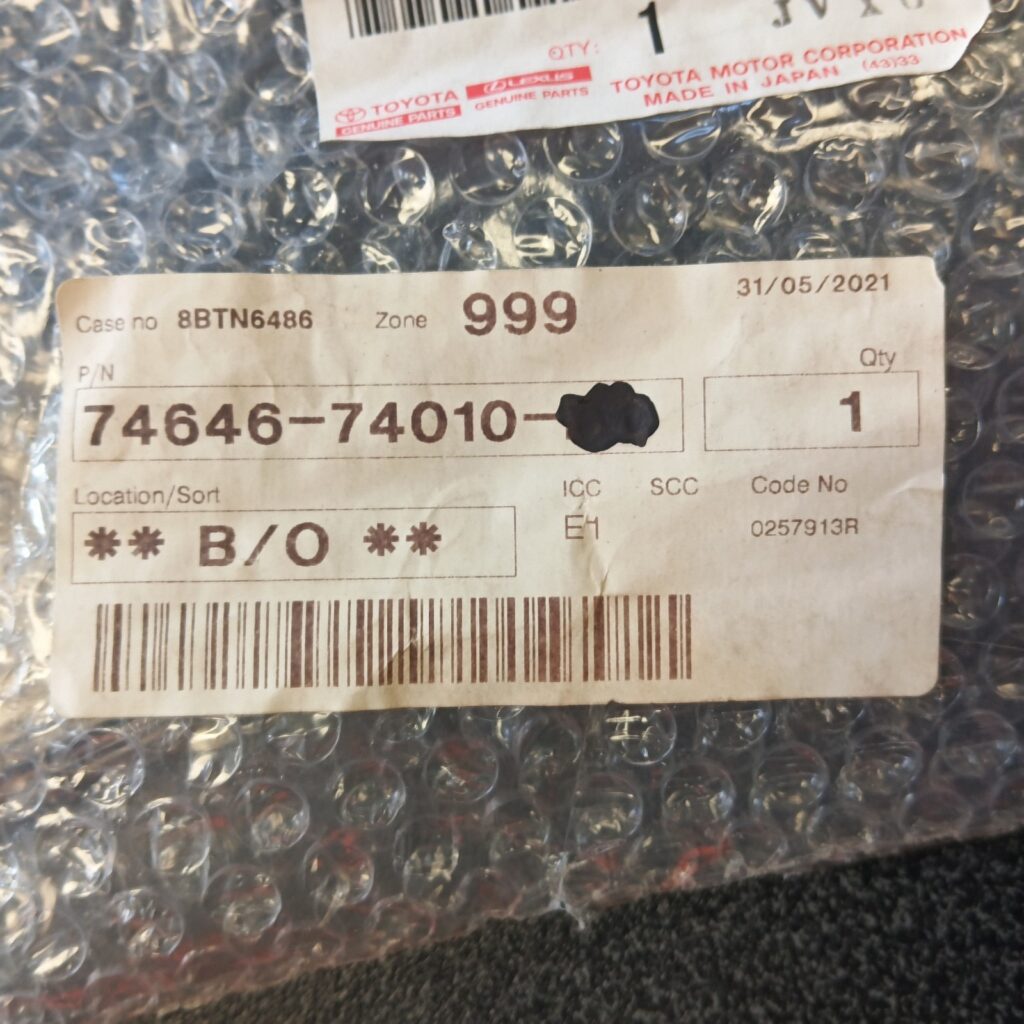 QTY: 1
TOYOTA
GENUINE PARTS
LEXUS
GENUINE PARTS
TOYOTA MOTOR CORPORATION
MADE IN JAPAN (43)33
31/05/2021
Case no 8BTN6486 Zone 999
P/N Qty
74646-74010- 1
Location/Sort ICC SCC Code No
** B/O ** E1 0257913R